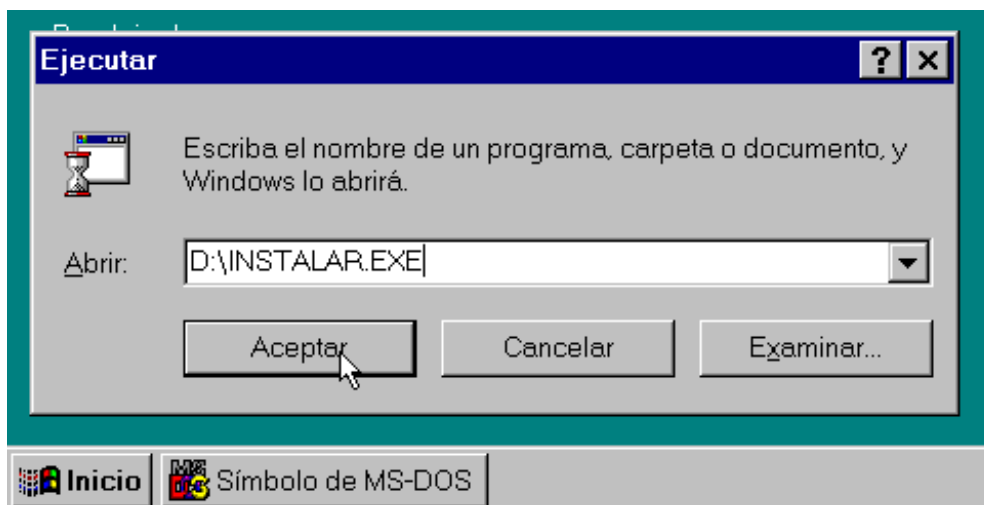 Ejecutar
Escriba el nombre de un programa, carpeta o documento, y
Windows lo abrirá.
Abrir:
D:\INSTALAR.EXE
Aceptar
Cancelar
Examinar...
Inicio
Símbolo de MS-DOS